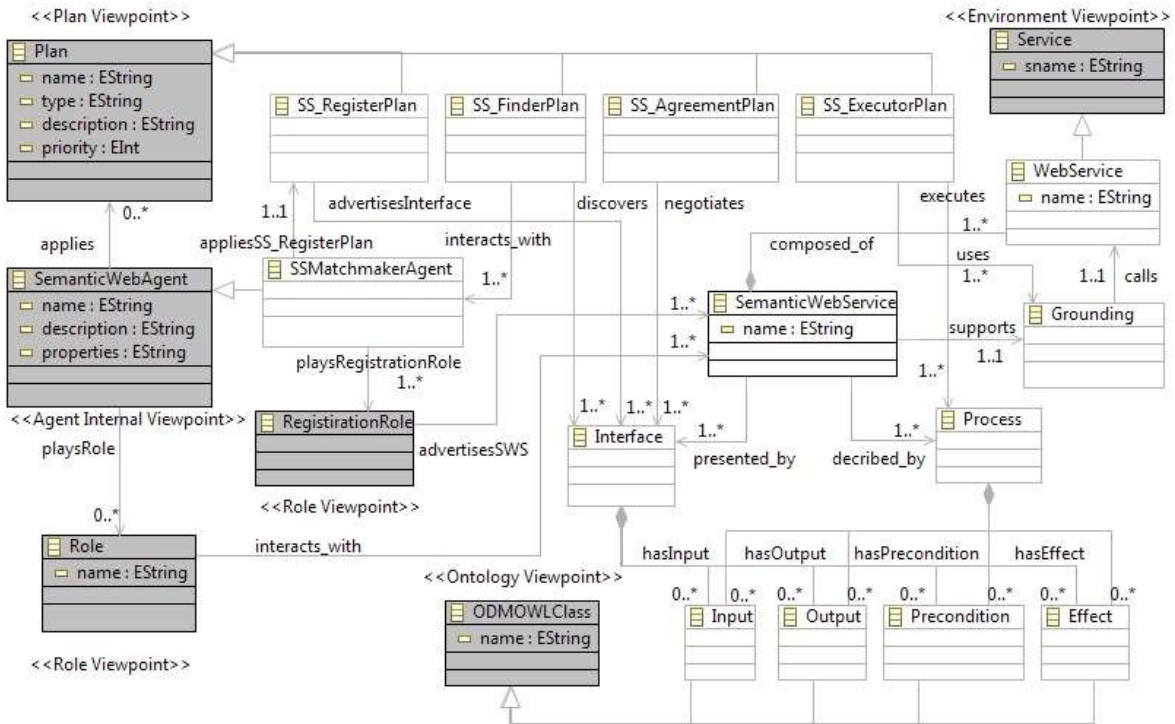 <<Plan Viewpoint>>
<<Environment Viewpoint>>
Plan
name : EString
type : EString
description : EString
priority : EInt
Service
sname : EString
SS_RegisterPlan
SS_FinderPlan
SS_AgreementPlan
SS_ExecutorPlan
WebService
name : EString
0..*
applies
1..1
appliesSS_RegisterPlan
advertisesInterface
interacts_with
discovers
negotiates
executes
composed_of
1..*
uses
1..*
1..1
calls
SemanticWebAgent
name : EString
description : EString
properties : EString
SSMatchmakerAgent
1..*
1..*
SemanticWebService
name : EString
1..*
supports
1..1
Grounding
playsRegistrationRole
1..*
1..*
<<Agent Internal Viewpoint>>
playsRole
RegistirationRole
advertisesSWS
1..*
1..*
1..*
Interface
1..*
presented_by
1..*
decribed_by
Process
<<Role Viewpoint>>
0..*
Role
name : EString
interacts_with
<<Role Viewpoint>>
<<Ontology Viewpoint>>
ODMOWLClass
name : EString
hasInput
hasOutput
hasPrecondition
hasEffect
0..*
0..*
0..*
0..*
0..*
0..*
0..*
0..*
Input
Output
Precondition
Effect